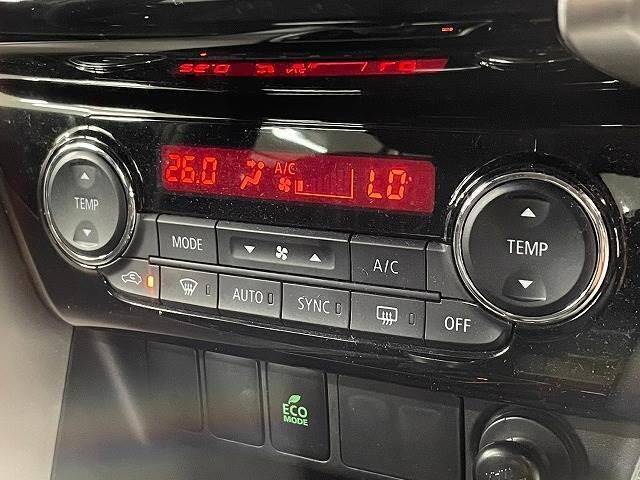 26.0 A/C LO
TEMP
TEMP
MODE
A/C
AUTO
SYNC
OFF
ECO
MODE